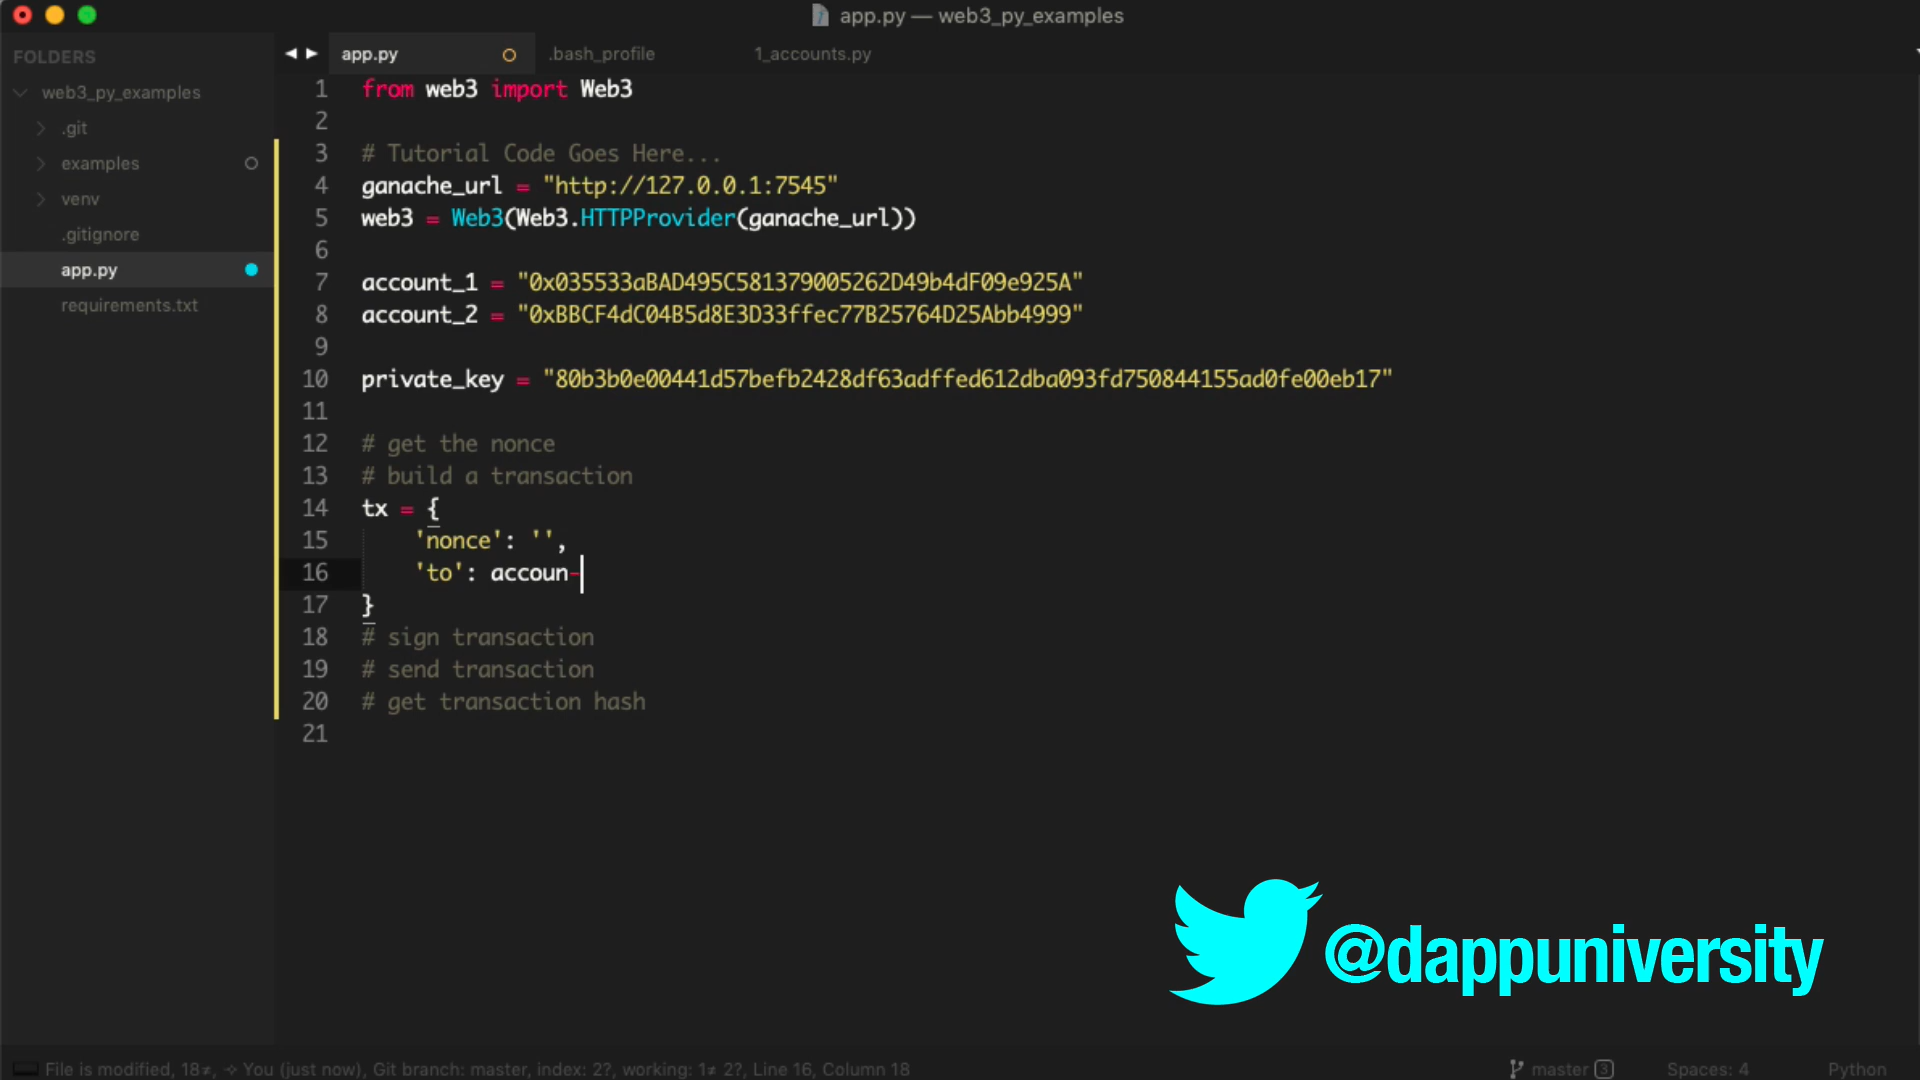 app.py — web3_py_examples
FOLDERS
web3_py_examples
.git
examples
venv
.gitignore
app.py
requirements.txt
app.py
.bash_profile
1_accounts.py
1 from web3 import Web3
2
3 # Tutorial Code Goes Here...
4 ganache_url = "http://127.0.0.1:7545"
5 web3 = Web3(Web3.HTTPProvider(ganache_url))
6
7 account_1 = "0x035533aBAD495C581379005262D49b4dF09e925A"
8 account_2 = "0xBBCF4dC04B5d8E3D33ffec77B25764D25Abb4999"
9
10 private_key = "80b3b0e00441d57befb2428df63adffed612dba093fd750844155ad0fe00eb17"
11
12 # get the nonce
13 # build a transaction
14 tx = {
15 'nonce': '',
16 'to': accoun-
17 }
18 # sign transaction
19 # send transaction
20 # get transaction hash
21
@dappuniversity
File is modified, 18≠, ✧ You (just now), Git branch: master, index: 2?, working: 1≠ 2?, Line 16, Column 18
master 3
Spaces: 4
Python